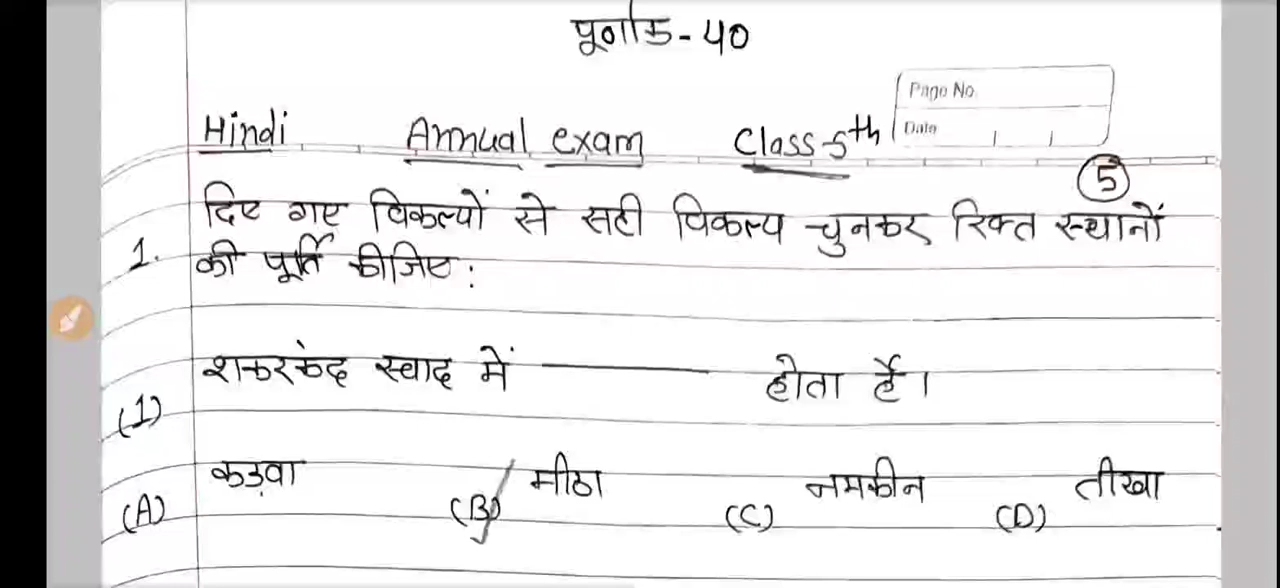 पूर्णांक - 40
Page No.
Date
Hindi Annual exam Class-5th
5
1. दिए गए विकल्पों से सही विकल्प चुनकर रिक्त स्थानों
की पूर्ति कीजिए :
(1) शकरकंद स्वाद में ——— होता है।
(A) कड़वा (B) मीठा (C) नमकीन (D) तीखा